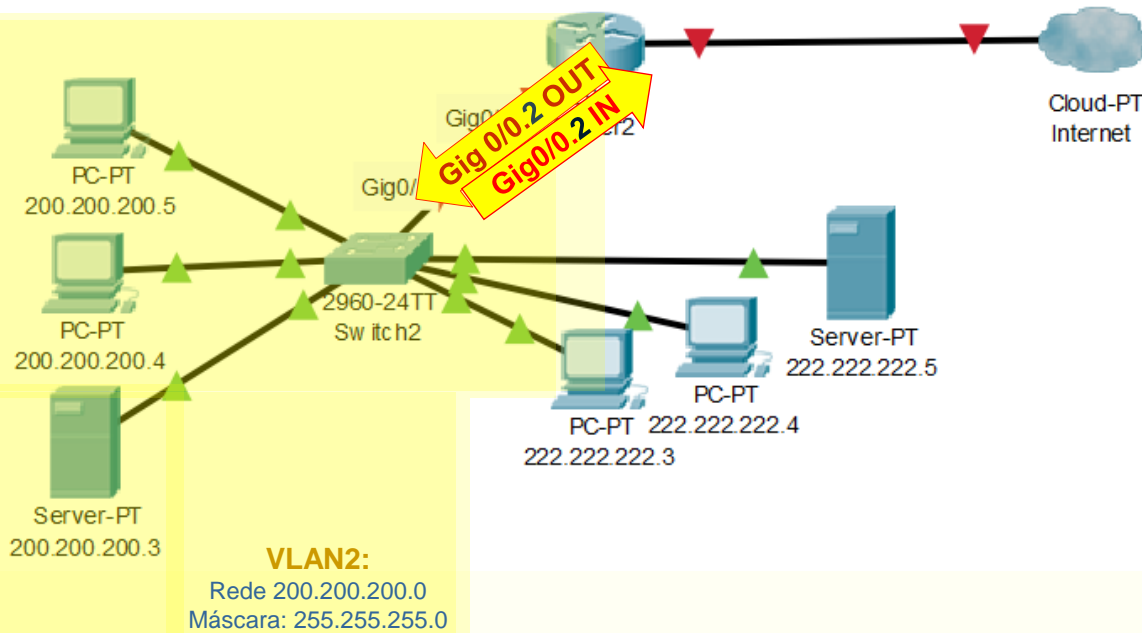 Cloud-PT
Internet
Gig 0/0.2 OUT
Gig0/0.2 IN
Gig0/
PC-PT
200.200.200.5
PC-PT
200.200.200.4
2960-24TT
Switch2
Server-PT
222.222.222.5
PC-PT
222.222.222.4
PC-PT
222.222.222.3
Server-PT
200.200.200.3
VLAN2:
Rede 200.200.200.0
Máscara: 255.255.255.0